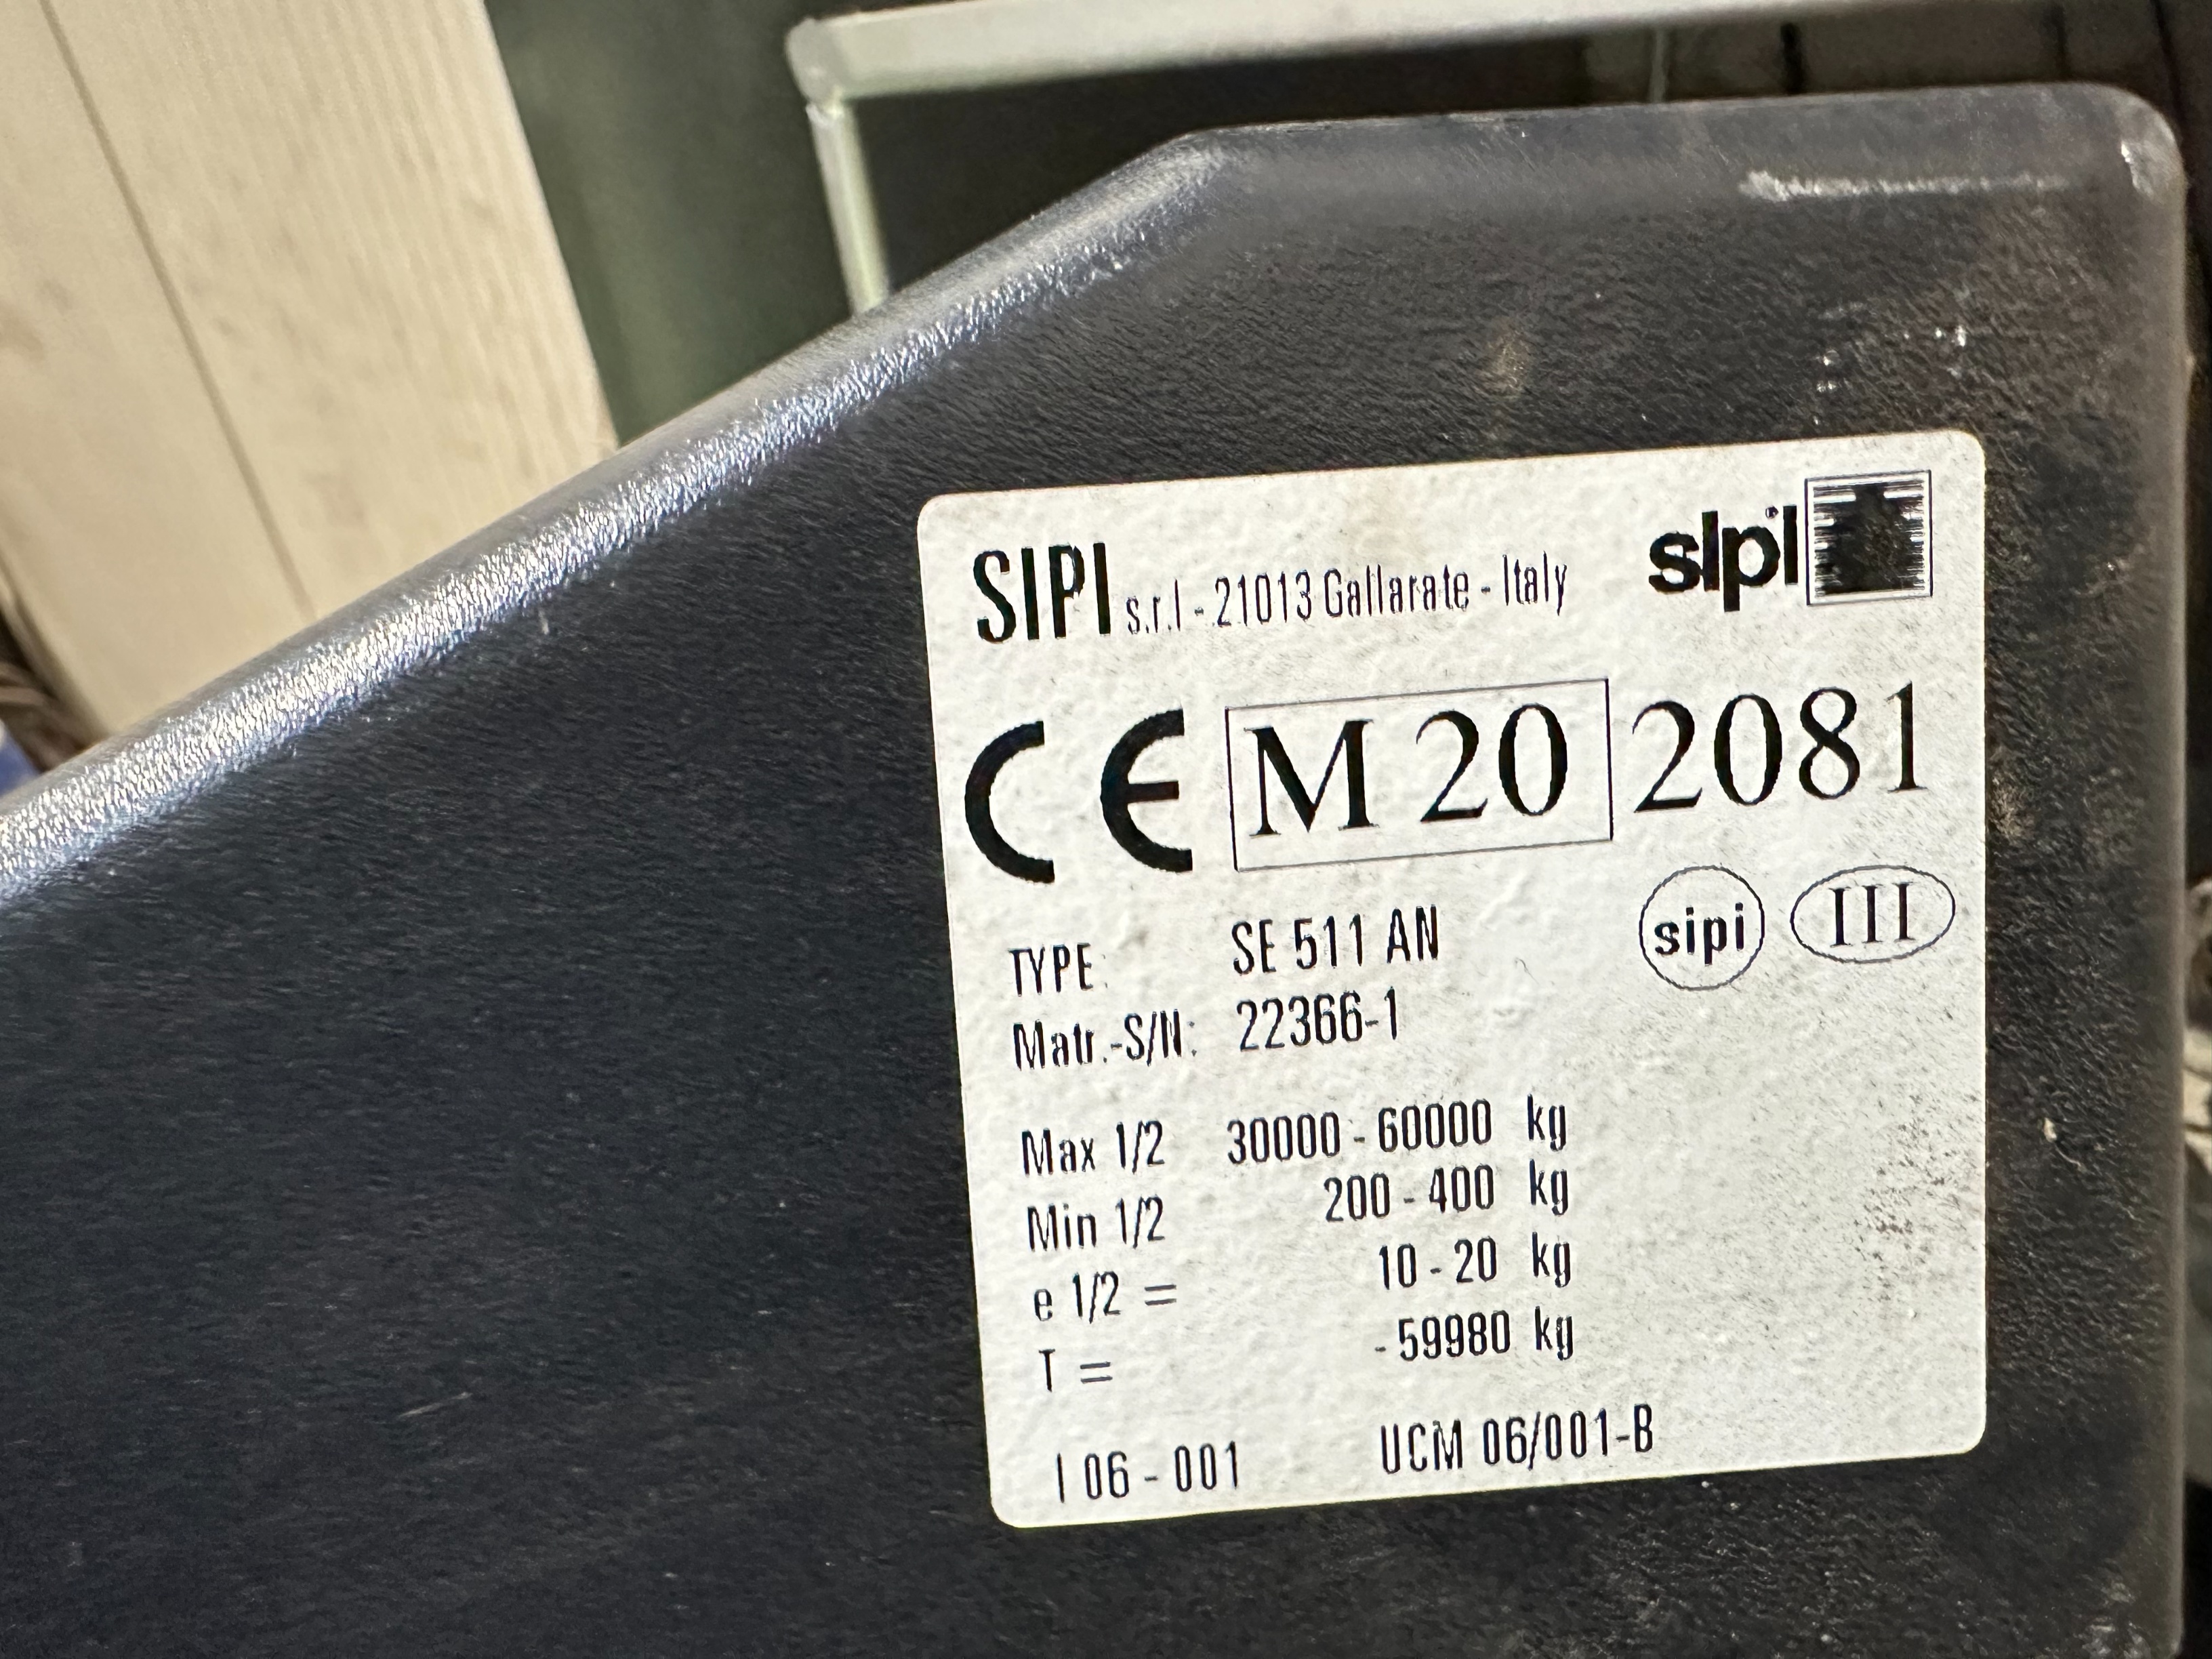 SIPI s.r.l - 21013 Gallarate - Italy sipi
CE M 20 2081
TYPE: SE 511 AN sipi III
Matr.-S/N: 22366-1
Max 1/2 30000 - 60000 kg
Min 1/2 200 - 400 kg
e 1/2 = 10 - 20 kg
T = - 59980 kg
I 06 - 001 UCM 06/001-B